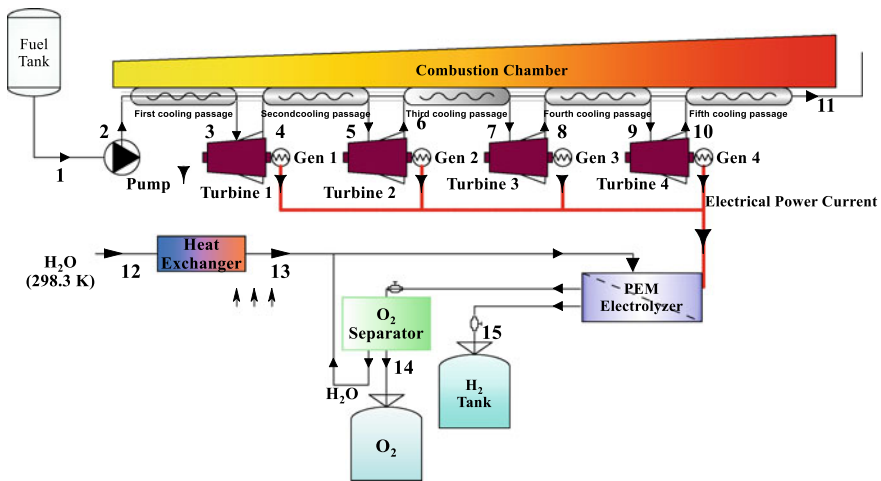 Fuel
Tank
Combustion Chamber
First cooling passage
Secondcooling passage
Third cooling passage
Fourth cooling passage
Fifth cooling passage
11
2
3
4
5
6
7
8
9
10
1
Pump
Turbine 1
Gen 1
Turbine 2
Gen 2
Turbine 3
Gen 3
Turbine 4
Gen 4
Electrical Power Current
H₂O
(298.3 K)
12
Heat
Exchanger
13
PEM
Electrolyzer
O₂
Separator
15
14
H₂O
H₂
Tank
O₂